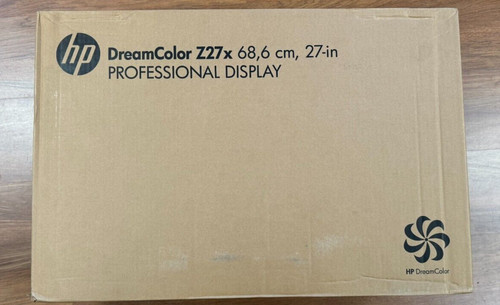 hp
DreamColor Z27x 68,6 cm, 27-in
PROFESSIONAL DISPLAY
HP DreamColor